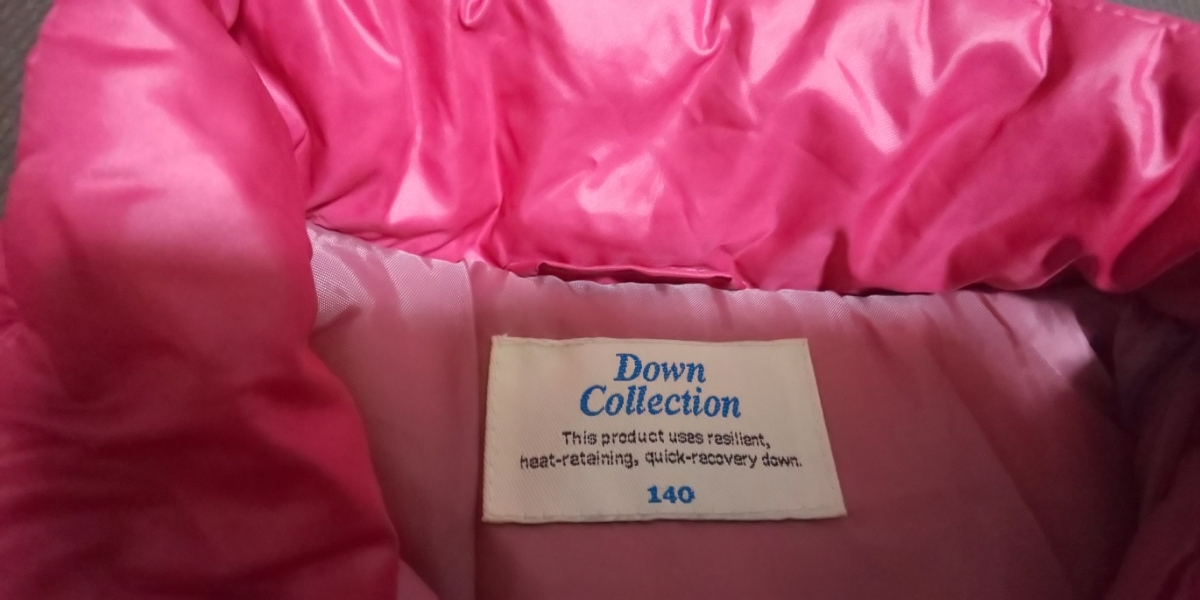 Down
Collection
This product uses resilient,
heat-retaining, quick-recovery down.
140